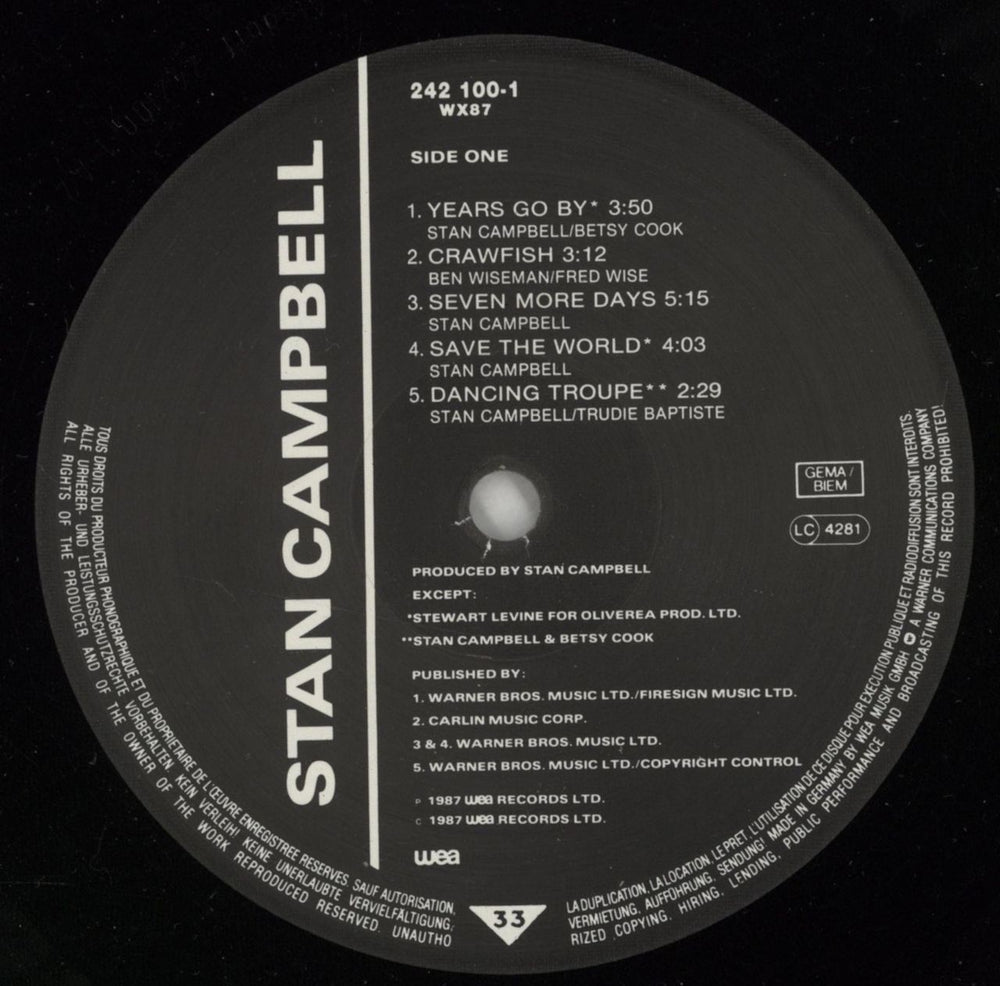 STAN CAMPBELL
242 100-1
WX87
SIDE ONE
1. YEARS GO BY* 3:50
STAN CAMPBELL/BETSY COOK
2. CRAWFISH 3:12
BEN WISEMAN/FRED WISE
3. SEVEN MORE DAYS 5:15
STAN CAMPBELL
4. SAVE THE WORLD* 4:03
STAN CAMPBELL
5. DANCING TROUPE** 2:29
STAN CAMPBELL/TRUDIE BAPTISTE
GEMA/
BIEM
LC 4281
PRODUCED BY STAN CAMPBELL
EXCEPT:
*STEWART LEVINE FOR OLIVEREA PROD. LTD.
**STAN CAMPBELL & BETSY COOK
PUBLISHED BY:
1. WARNER BROS. MUSIC LTD./FIRESIGN MUSIC LTD.
2. CARLIN MUSIC CORP.
3 & 4. WARNER BROS. MUSIC LTD.
5. WARNER BROS. MUSIC LTD./COPYRIGHT CONTROL
P 1987 wea RECORDS LTD.
C 1987 wea RECORDS LTD.
wea
33
TOUS DROITS DU PRODUCTEUR PHONOGRAPHIQUE ET DU PROPRIETAIRE DE L'ŒUVRE ENREGISTREE RESERVES. SAUF AUTORISATION,
ALLE URHEBER- UND LEISTUNGSSCHUTZRECHTE VORBEHALTEN. KEIN VERLEIH! KEINE UNERLAUBTE VERVIELFÄLTIGUNG,
ALL RIGHTS OF THE PRODUCER AND OF THE OWNER OF THE WORK REPRODUCED RESERVED. UNAUTHO
LA DUPLICATION, LA LOCATION, LE PRET, L'UTILISATION DE CE DISQUE POUR EXECUTION PUBLIQUE ET RADIODIFFUSION SONT INTERDITS.
VERMIETUNG, AUFFÜHRUNG, SENDUNG! MADE IN GERMANY BY WEA MUSIK GMBH A WARNER COMMUNICATIONS COMPANY
RIZED COPYING, HIRING, LENDING, PUBLIC PERFORMANCE AND BROADCASTING OF THIS RECORD PROHIBITED!